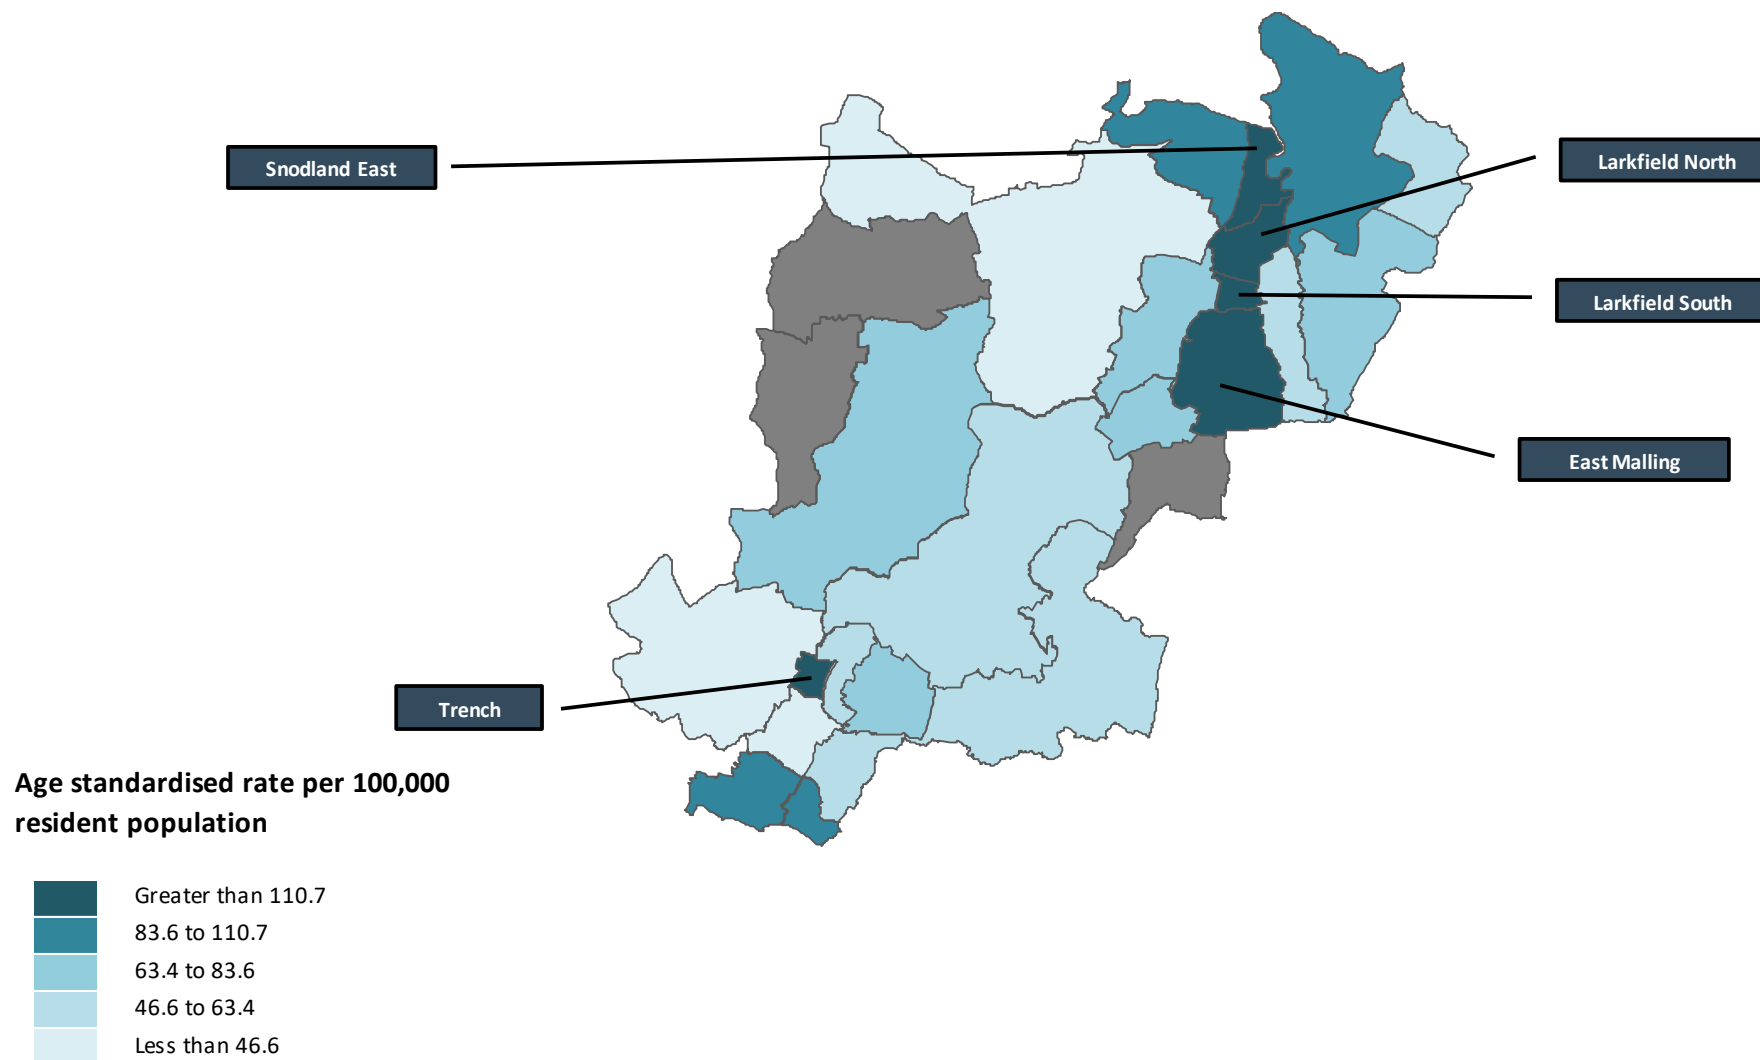 Snodland East
Larkfield North
Larkfield South
East Malling
Trench
Age standardised rate per 100,000
resident population
Greater than 110.7
83.6 to 110.7
63.4 to 83.6
46.6 to 63.4
Less than 46.6